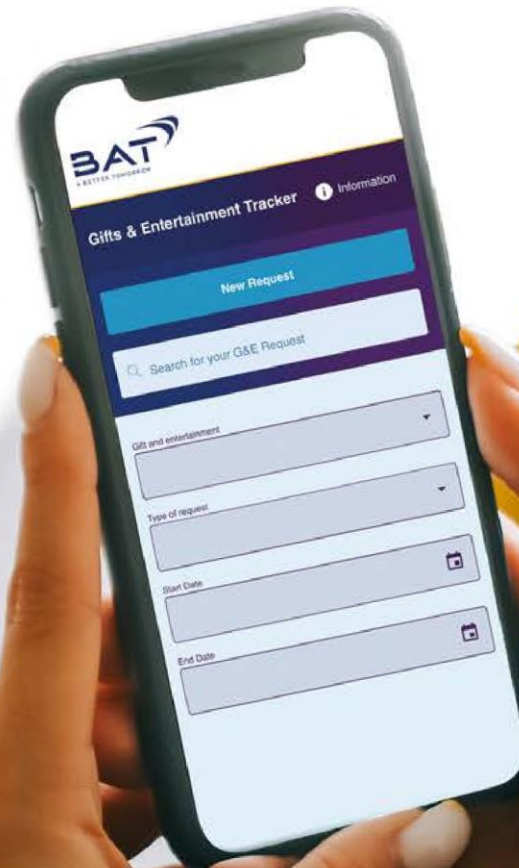 BAT
A BETTER TOMORROW
Gifts & Entertainment Tracker
i Information
New Request
Search for your G&E Request
Gift and entertainment
Type of request
Start Date
End Date